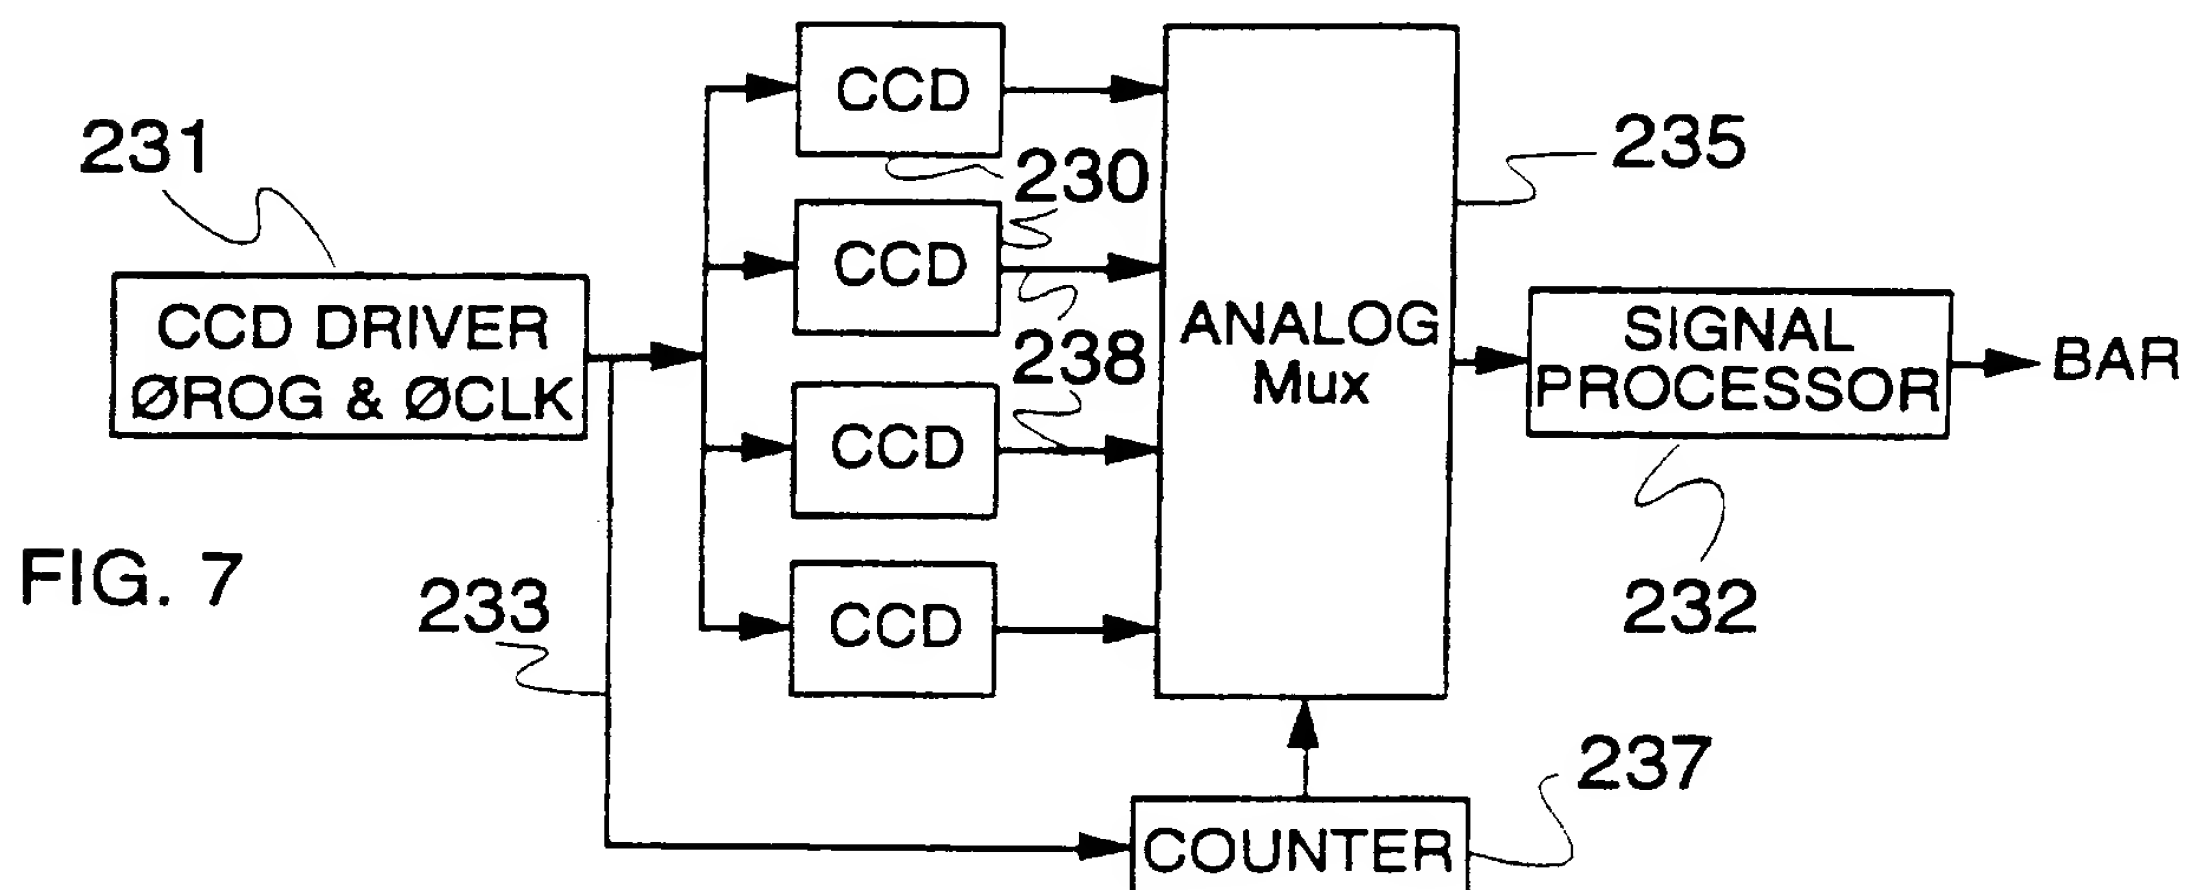 CCD
231
230
235
CCD
CCD DRIVER
ØROG & ØCLK
238
ANALOG
Mux
SIGNAL
PROCESSOR
BAR
CCD
FIG. 7
233
CCD
232
237
COUNTER